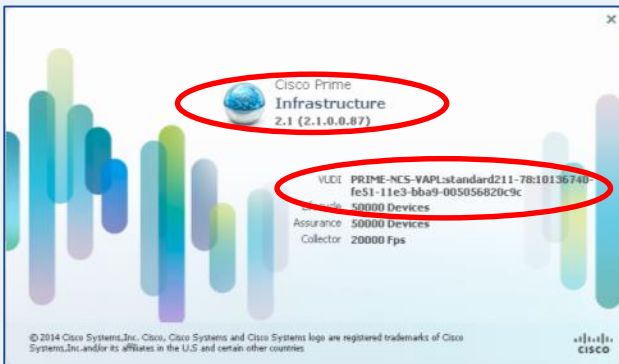 ×
Cisco Prime
Infrastructure
2.1 (2.1.0.0.87)
VUDI PRIME-NCS-VAPL:standard211-78:10136740-
fe51-11e3-bba9-005056820c9c
Lifecycle 50000 Devices
Assurance 50000 Devices
Collector 20000 Fps
© 2014 Cisco Systems,Inc. Cisco, Cisco Systems and Cisco Systems logo are registered trademarks of Cisco
Systems,Inc.and/or its affiliates in the U.S and certain other countries
CISCO